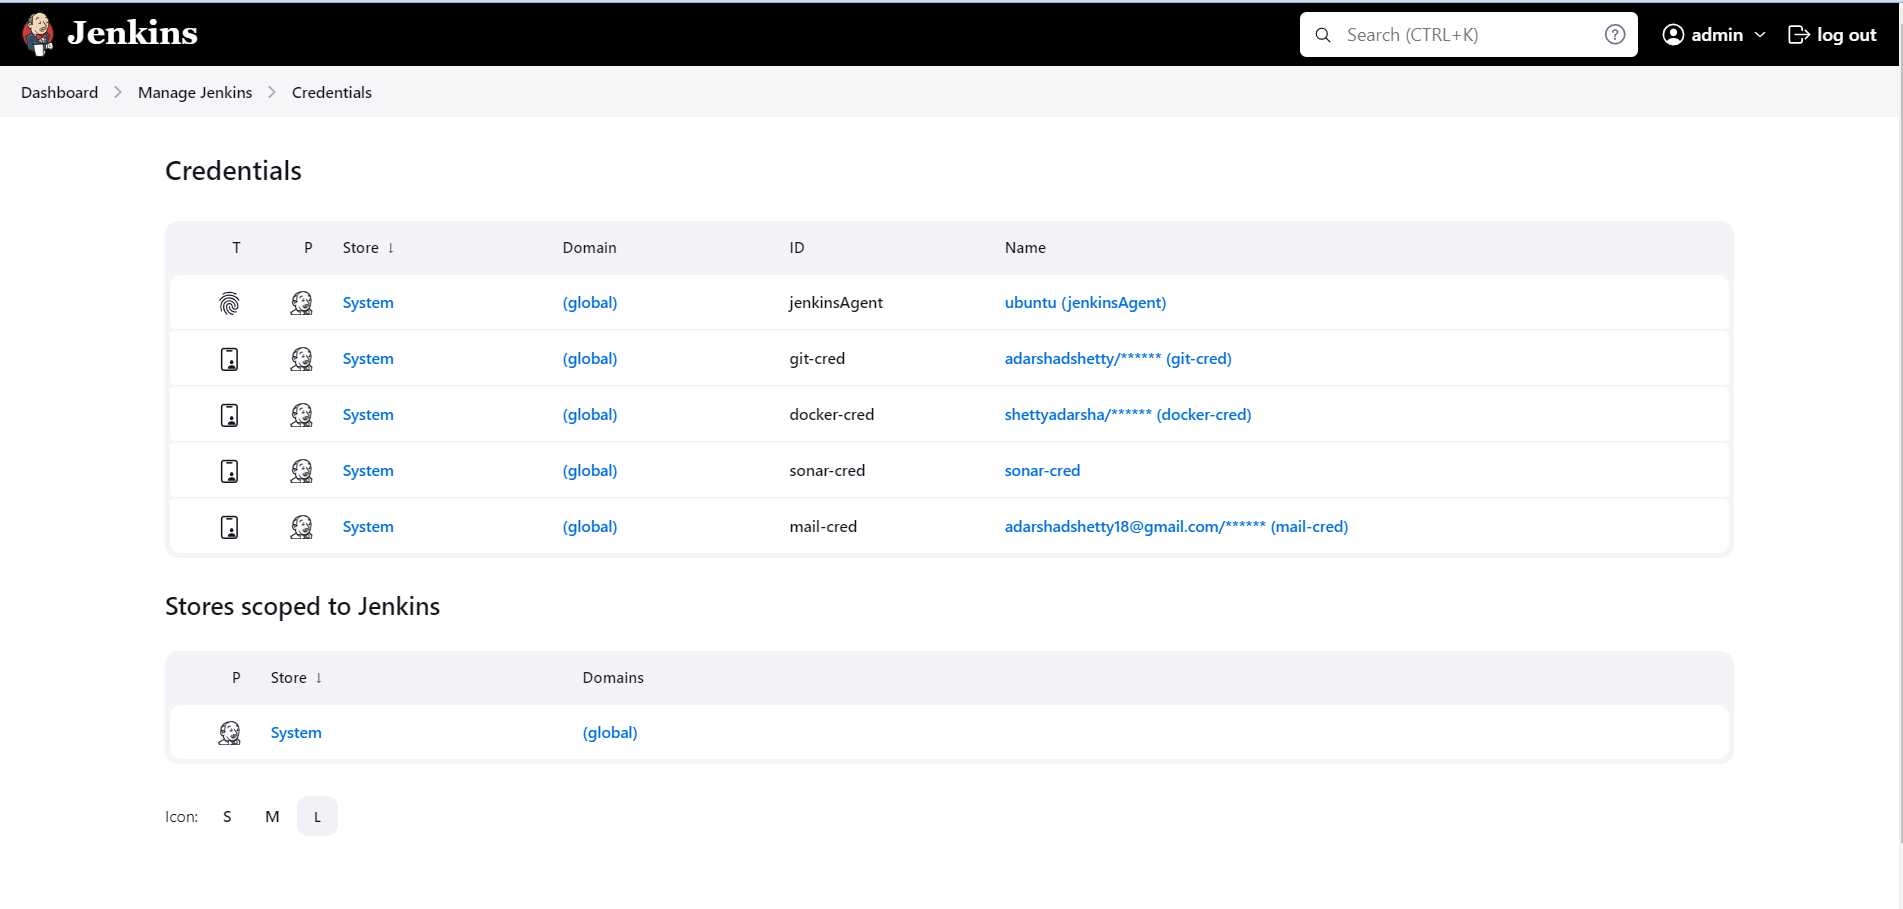 Jenkins Search (CTRL+K) ? admin log out
Dashboard > Manage Jenkins > Credentials
Credentials
T P Store ↓ Domain ID Name
System (global) jenkinsAgent ubuntu (jenkinsAgent)
System (global) git-cred adarshadshetty/****** (git-cred)
System (global) docker-cred shettyadarsha/****** (docker-cred)
System (global) sonar-cred sonar-cred
System (global) mail-cred adarshadshetty18@gmail.com/****** (mail-cred)
Stores scoped to Jenkins
P Store ↓ Domains
System (global)
Icon: S M L